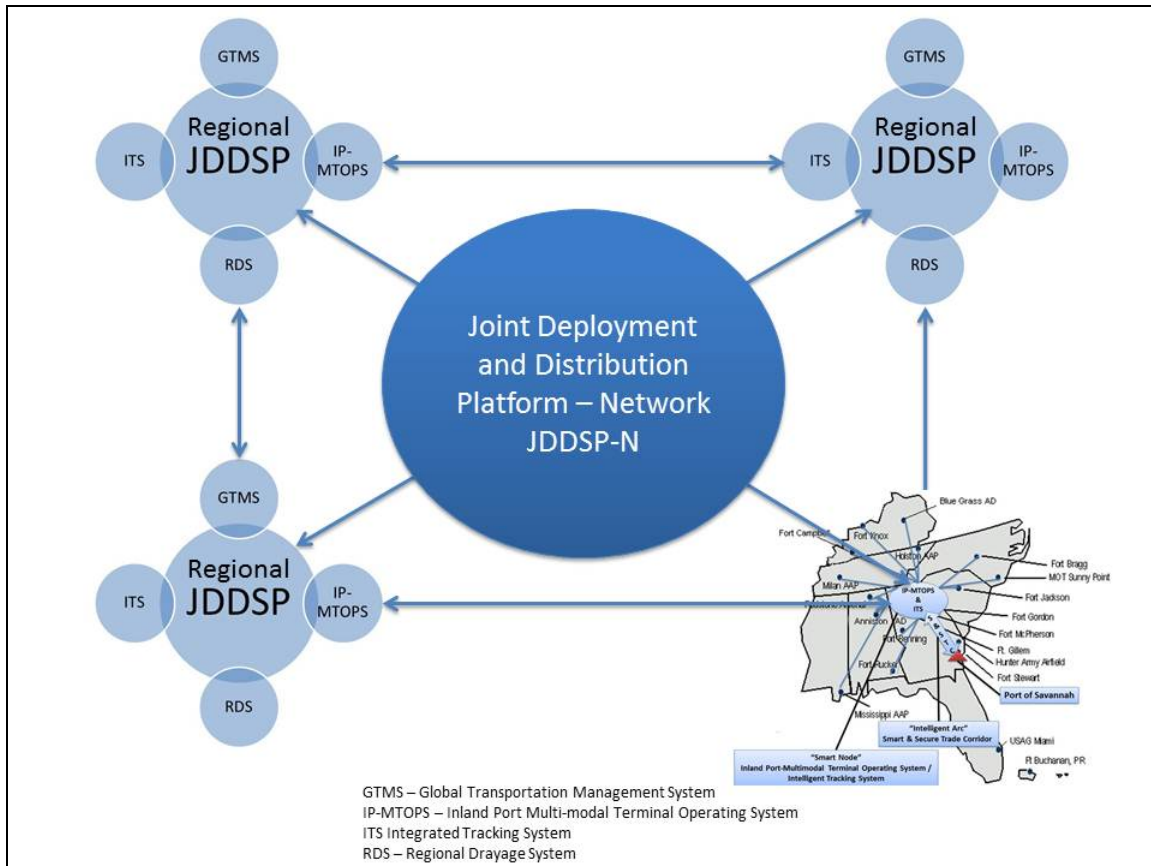 GTMS
Regional
JDDSP
ITS
IP-
MTOPS
RDS
GTMS
Regional
JDDSP
ITS
IP-
MTOPS
RDS
Joint Deployment
and Distribution
Platform – Network
JDDSP-N
GTMS
Regional
JDDSP
ITS
IP-
MTOPS
RDS
Blue Grass AD
Fort Campbell
Fort Knox
Holston AAP
Fort Bragg
MOT Sunny Point
Milan AAP
IP-MTOPS
&
ITS
Fort Jackson
Fort Gordon
Anniston AD
Fort McPherson
Fort Benning
Ft. Gillem
Hunter Army Airfield
Fort Rucker
Fort Stewart
Port of Savannah
Mississippi AAP
"Intelligent Arc"
Smart & Secure Trade Corridor
USAG Miami
"Smart Node"
Inland Port-Multimodal Terminal Operating System /
Intelligent Tracking System
Ft Buchanan, PR
GTMS – Global Transportation Management System
IP-MTOPS – Inland Port Multi-modal Terminal Operating System
ITS Integrated Tracking System
RDS – Regional Drayage System